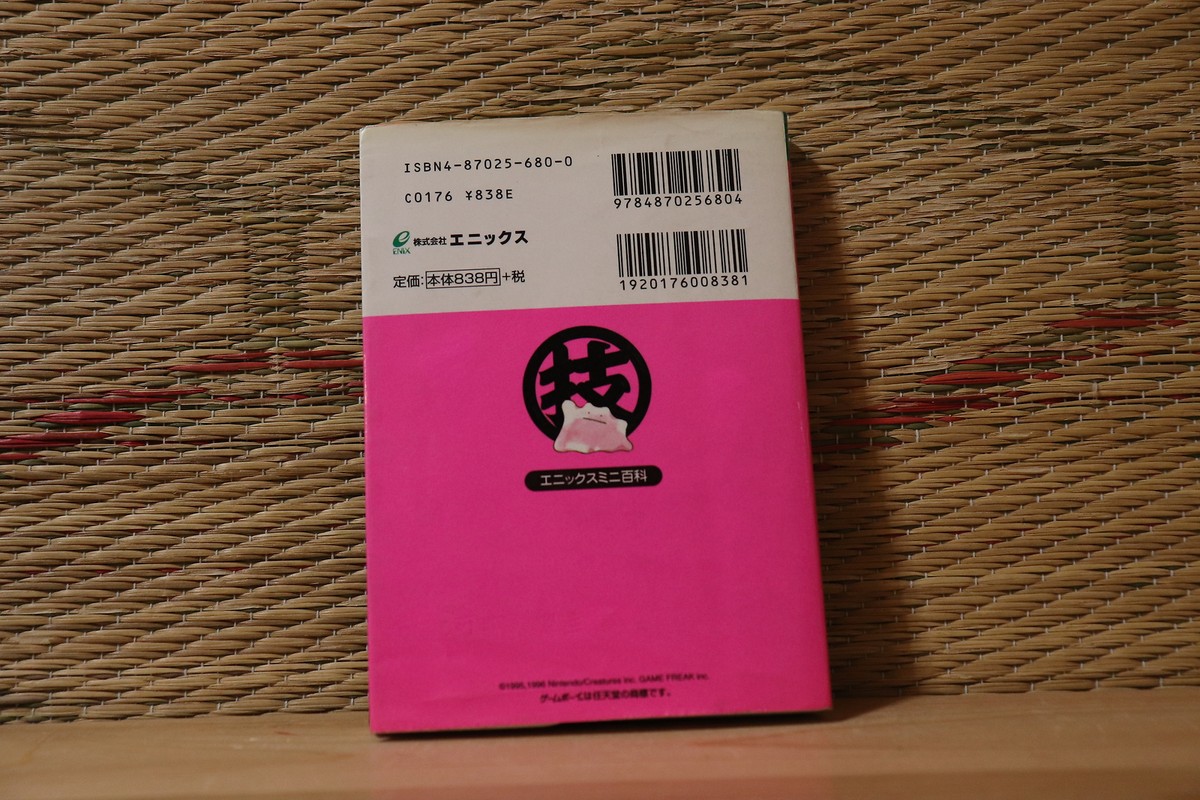 ISBN4-87025-680-0
C0176 ¥838E
9784870256804
ENIX 株式会社エニックス
定価:本体838円+税
1920176008381
技
エニックスミニ百科
©1995,1996 Nintendo/Creatures inc. GAME FREAK inc.
ゲームボーイは任天堂の商標です。